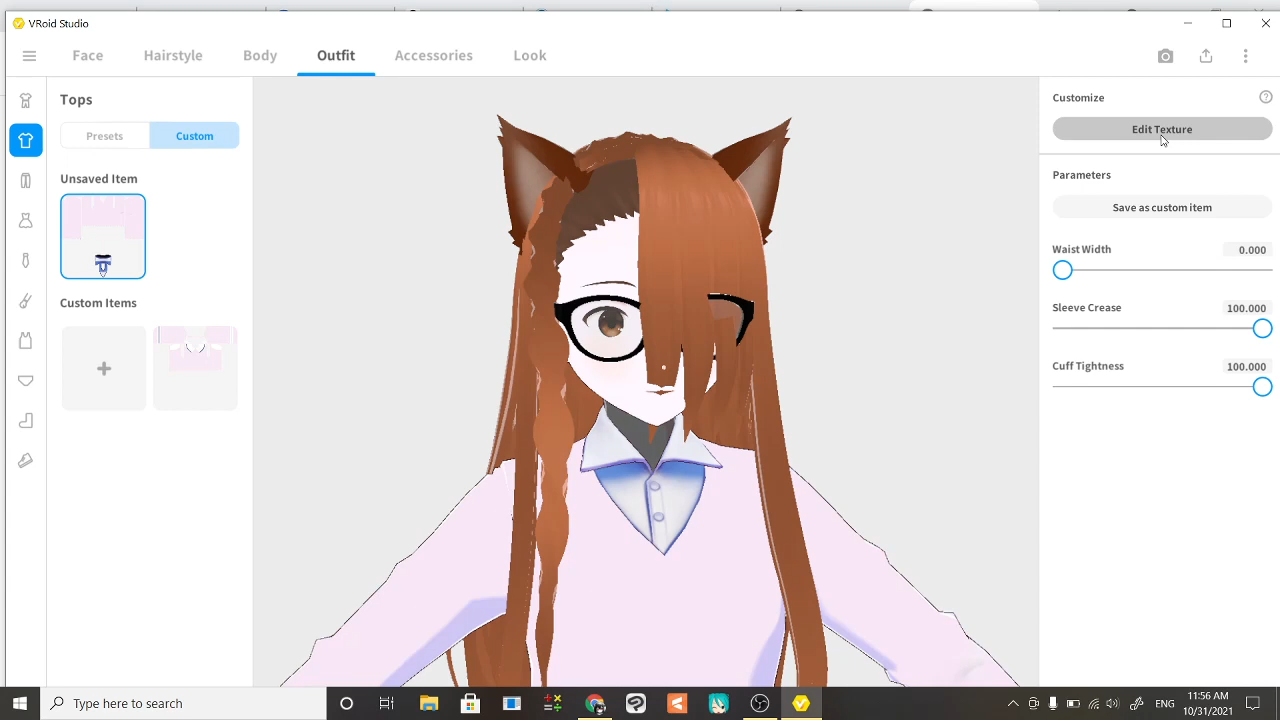 VRoid Studio
Face Hairstyle Body Outfit Accessories Look
Tops
Presets Custom
Unsaved Item
Custom Items
Customize
Edit Texture
Parameters
Save as custom item
Waist Width 0.000
Sleeve Crease 100.000
Cuff Tightness 100.000
Type here to search
ENG
11:56 AM
10/31/2021